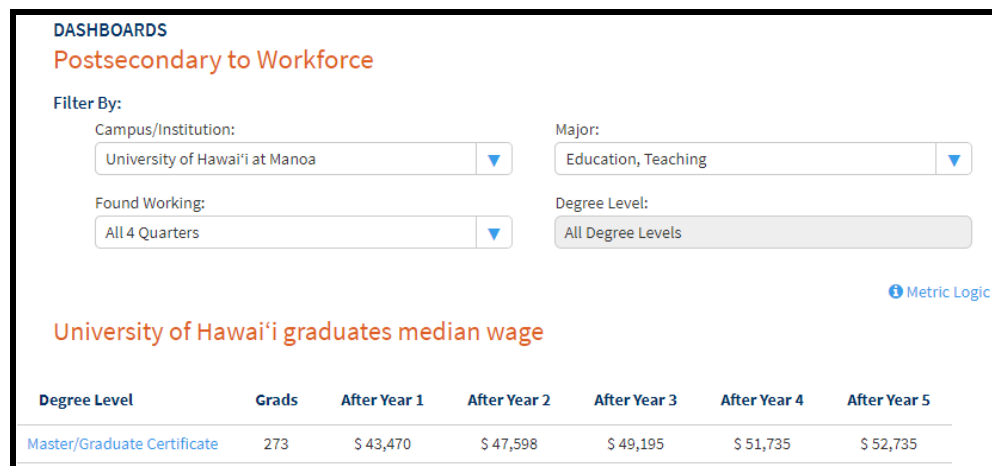 DASHBOARDS
Postsecondary to Workforce
Filter By:
Campus/Institution: Major:
University of Hawaiʻi at Manoa Education, Teaching
Found Working: Degree Level:
All 4 Quarters All Degree Levels
Metric Logic
University of Hawaiʻi graduates median wage
Degree Level Grads After Year 1 After Year 2 After Year 3 After Year 4 After Year 5
Master/Graduate Certificate 273 $ 43,470 $ 47,598 $ 49,195 $ 51,735 $ 52,735